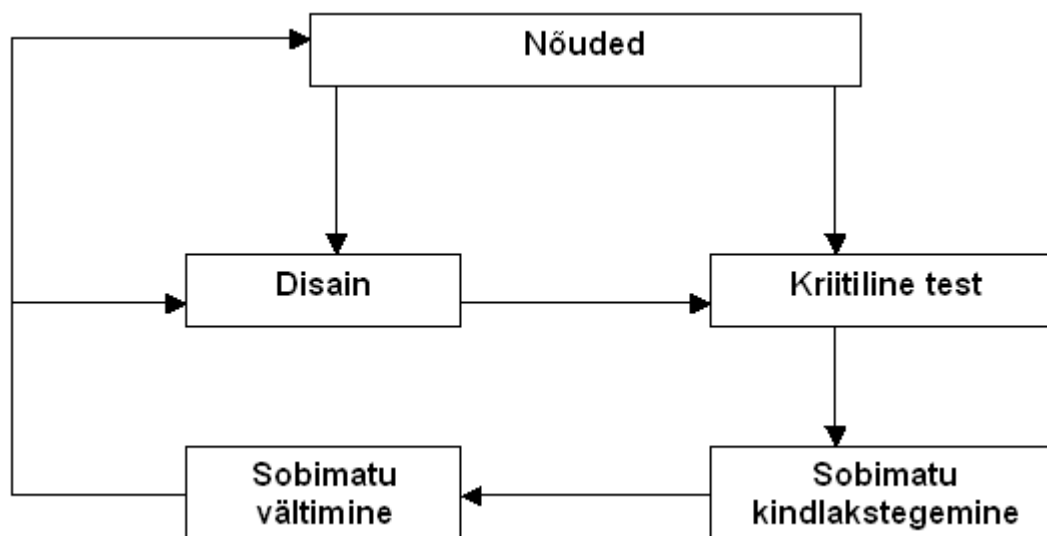 Nõuded
Disain
Kriitiline test
Sobimatu
vältimine
Sobimatu
kindlakstegemine